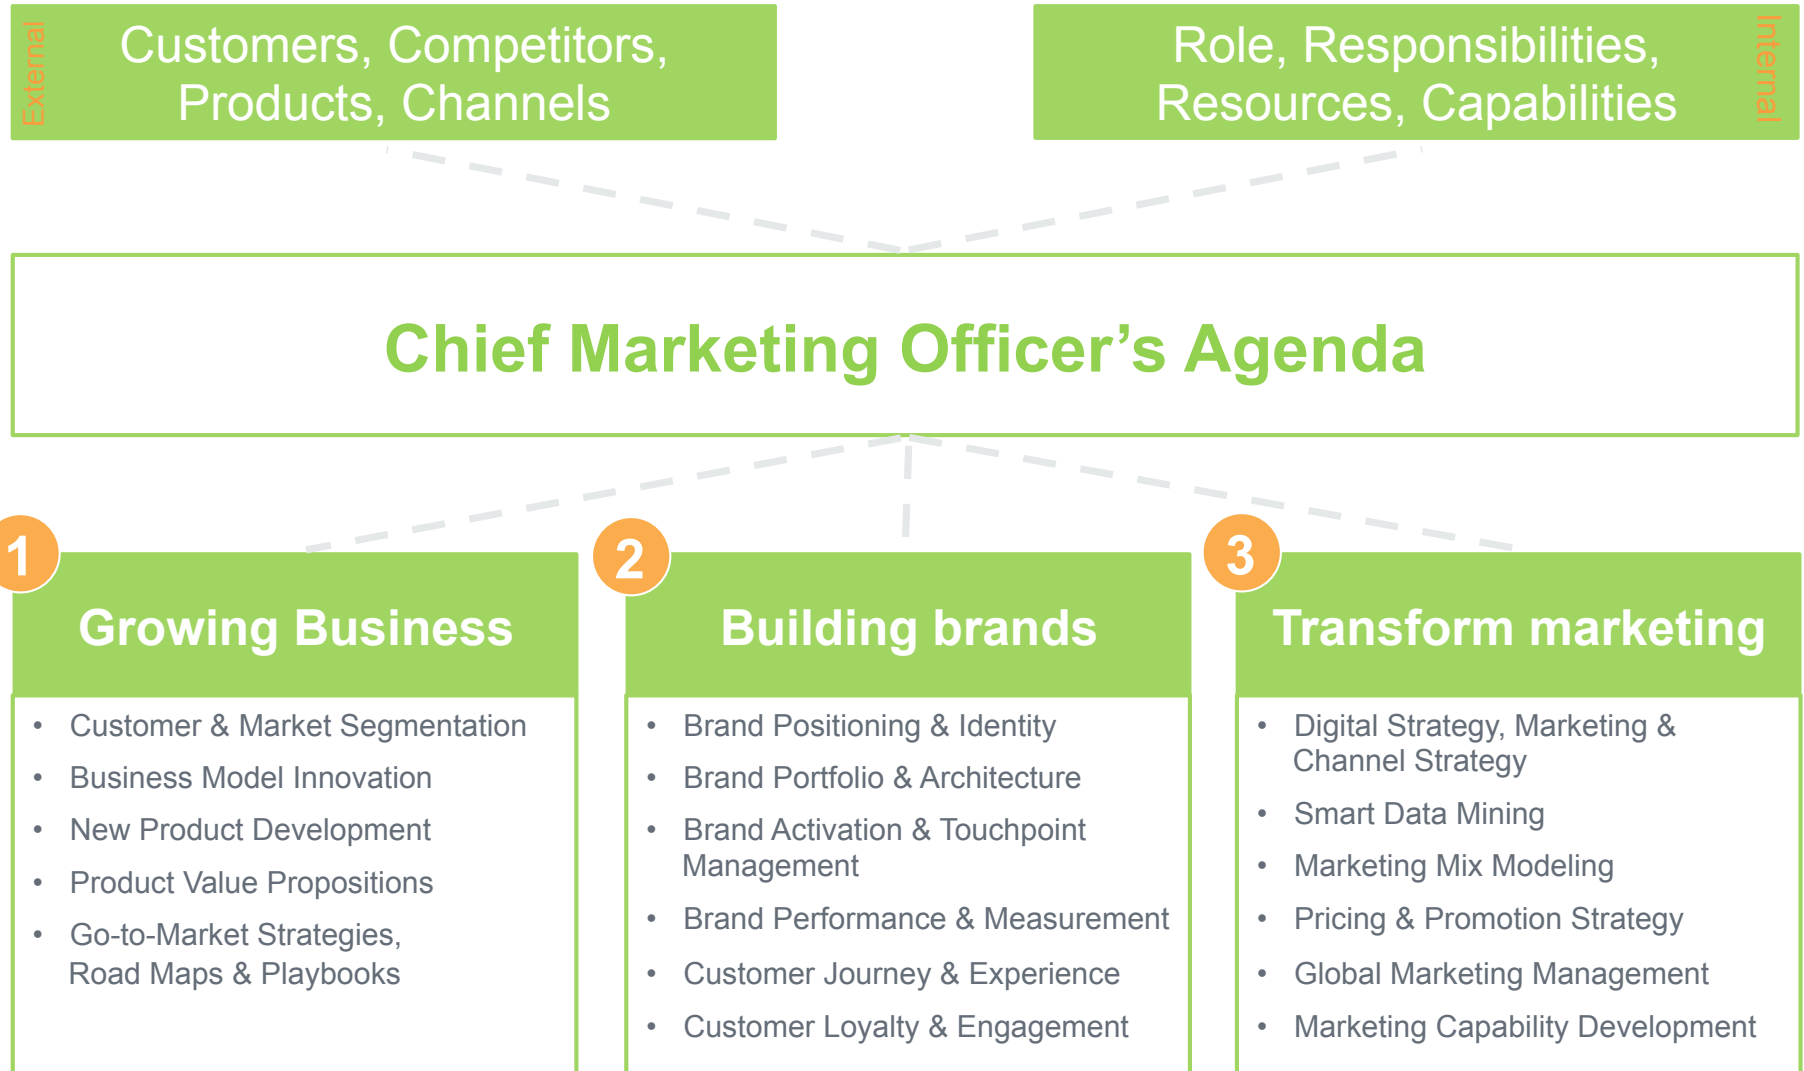 External
Customers, Competitors,
Products, Channels
Role, Responsibilities,
Resources, Capabilities
Internal
Chief Marketing Officer’s Agenda
1
Growing Business
• Customer & Market Segmentation
• Business Model Innovation
• New Product Development
• Product Value Propositions
• Go-to-Market Strategies,
Road Maps & Playbooks
2
Building brands
• Brand Positioning & Identity
• Brand Portfolio & Architecture
• Brand Activation & Touchpoint
Management
• Brand Performance & Measurement
• Customer Journey & Experience
• Customer Loyalty & Engagement
3
Transform marketing
• Digital Strategy, Marketing &
Channel Strategy
• Smart Data Mining
• Marketing Mix Modeling
• Pricing & Promotion Strategy
• Global Marketing Management
• Marketing Capability Development